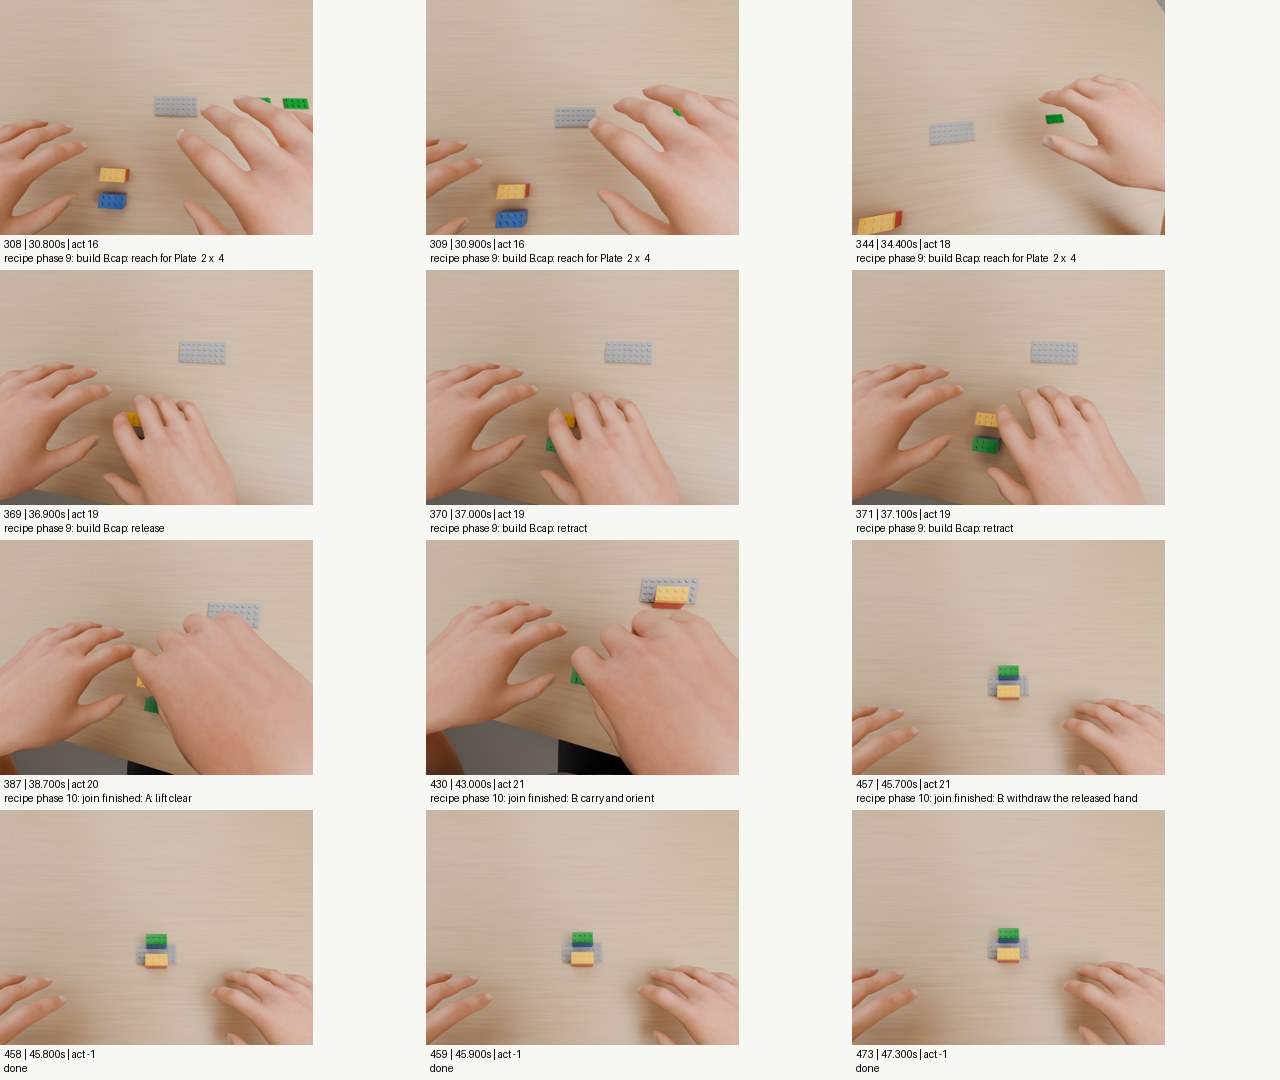 308 | 30.800s | act 16
recipe phase 9: build B.cap: reach for Plate 2 x 4
309 | 30.900s | act 16
recipe phase 9: build B.cap: reach for Plate 2 x 4
344 | 34.400s | act 18
recipe phase 9: build B.cap: reach for Plate 2 x 4
369 | 36.900s | act 19
recipe phase 9: build B.cap: release
370 | 37.000s | act 19
recipe phase 9: build B.cap: retract
371 | 37.100s | act 19
recipe phase 9: build B.cap: retract
387 | 38.700s | act 20
recipe phase 10: join finished: A: lift clear
430 | 43.000s | act 21
recipe phase 10: join finished: B: carry and orient
457 | 45.700s | act 21
recipe phase 10: join finished: B: withdraw the released hand
458 | 45.800s | act -1
done
459 | 45.900s | act -1
done
473 | 47.300s | act -1
done